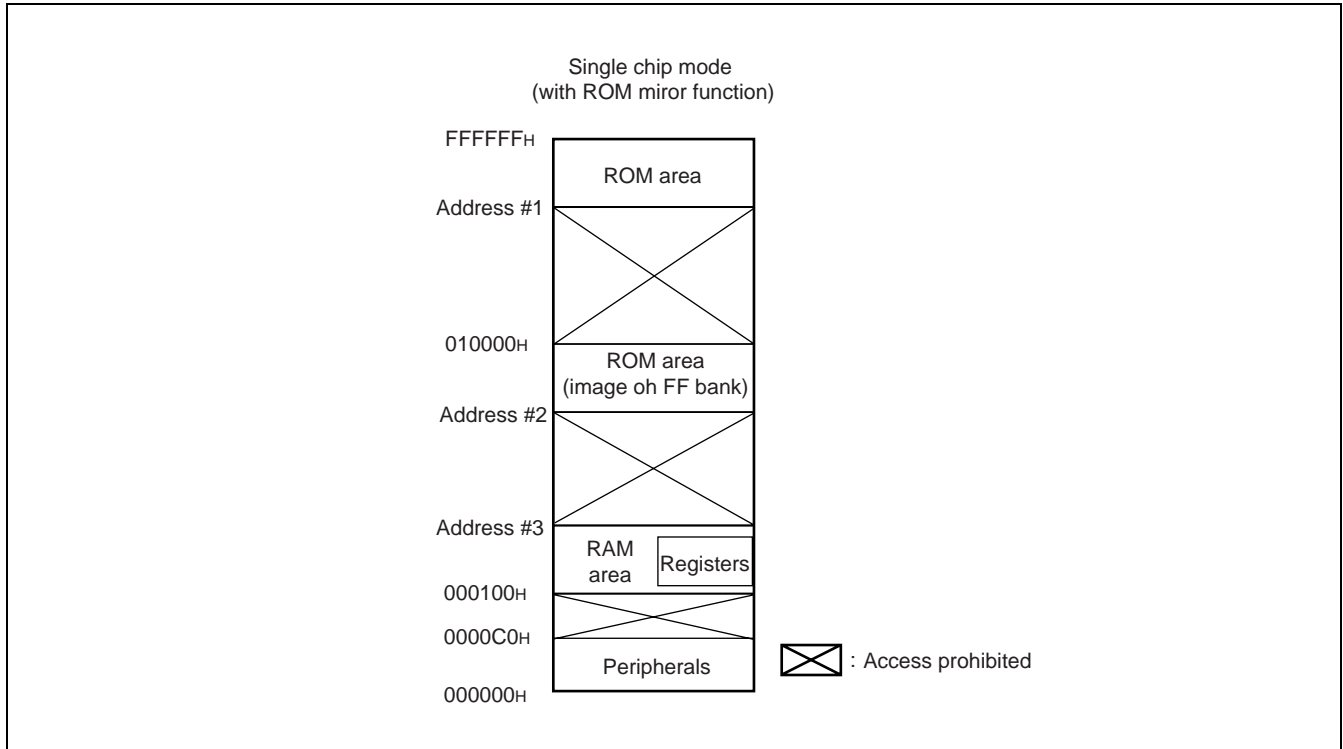 Single chip mode
(with ROM miror function)
FFFFFFH
ROM area
Address #1
010000H
ROM area
(image oh FF bank)
Address #2
Address #3
RAM
area
Registers
000100H
0000C0H
Peripherals
: Access prohibited
000000H